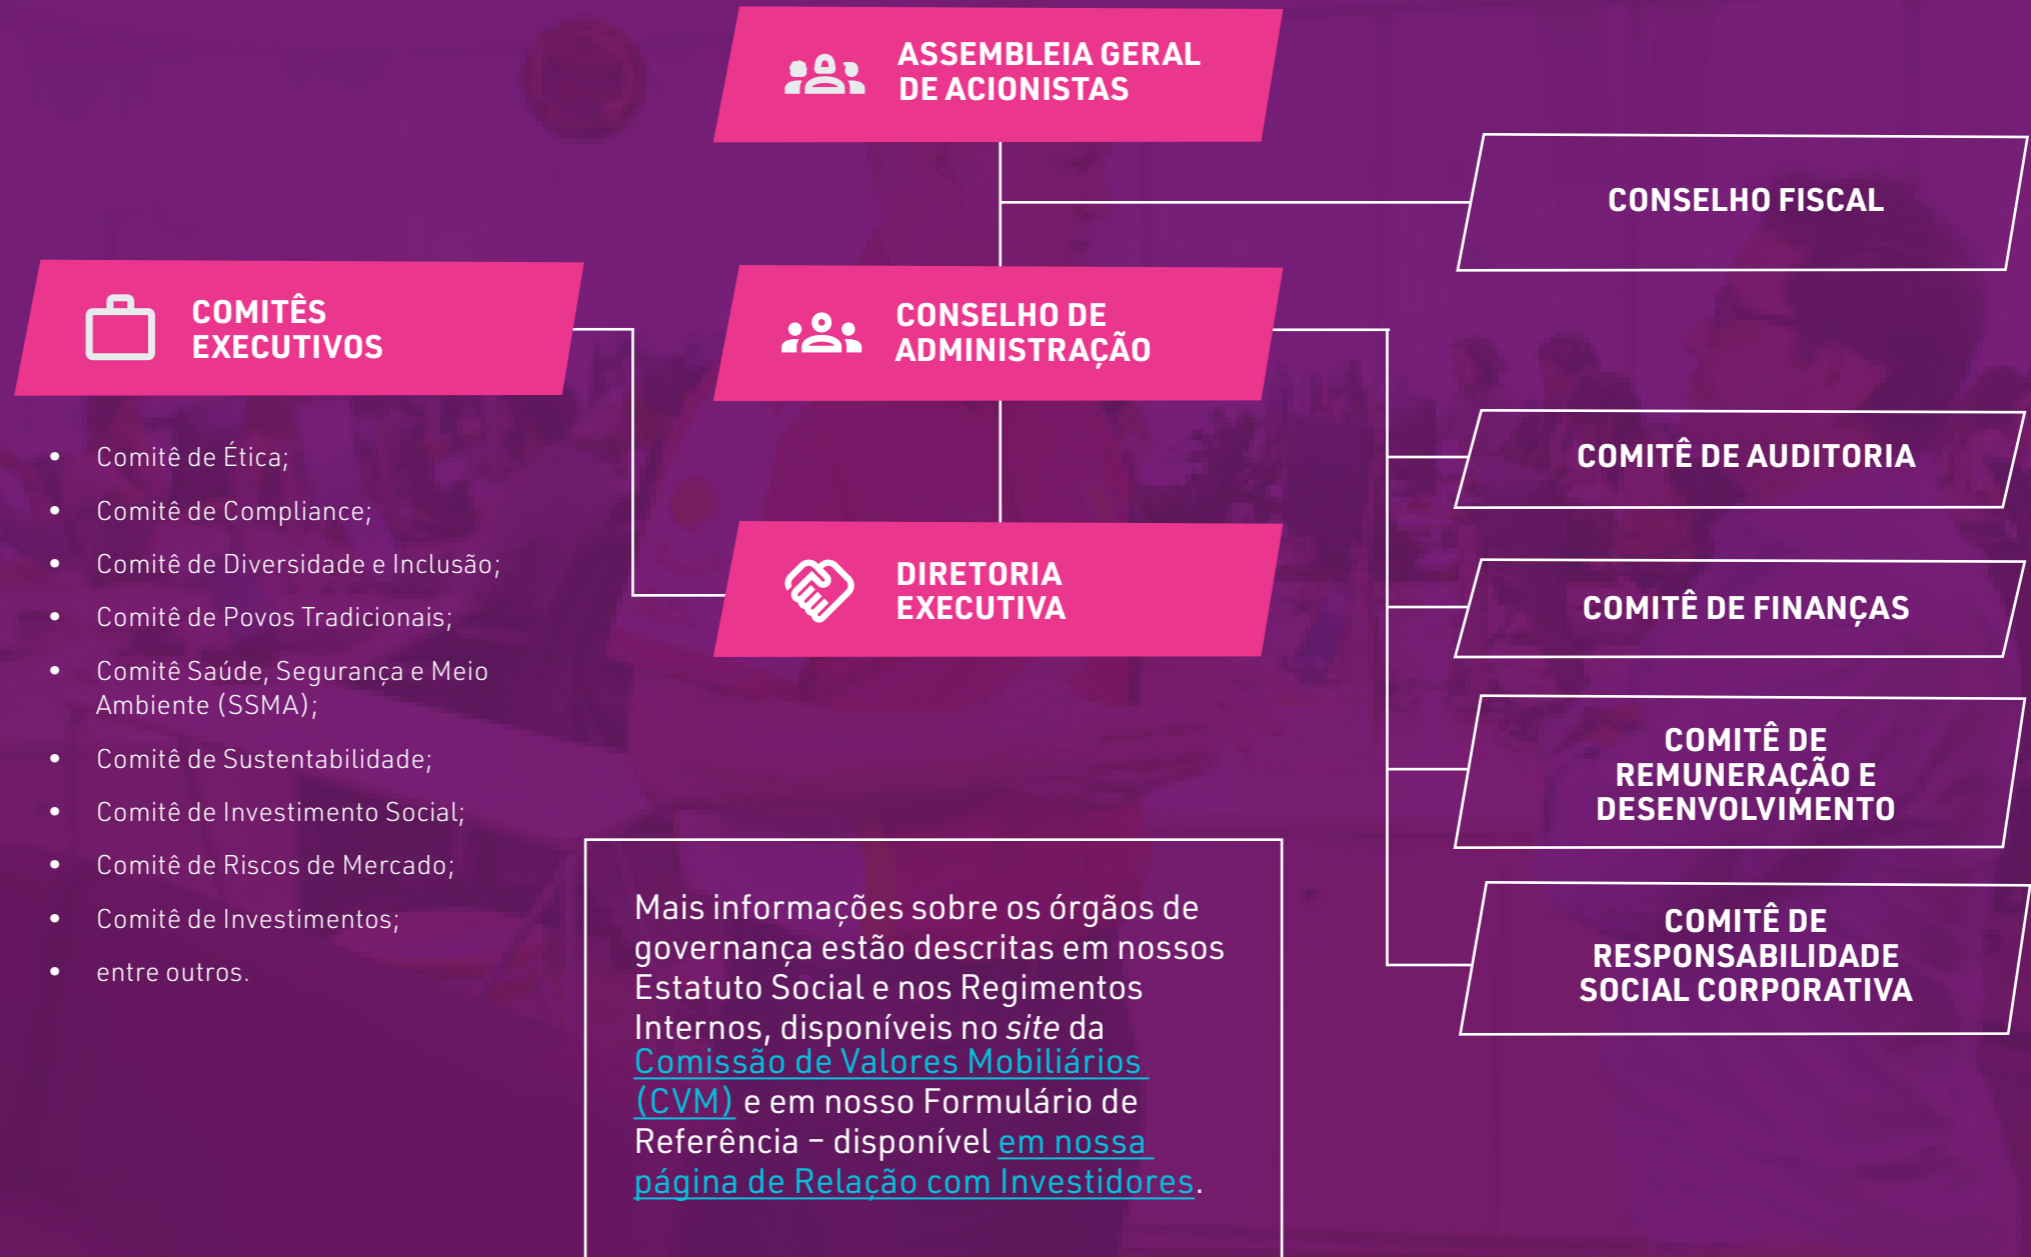 ASSEMBLEIA GERAL
DE ACIONISTAS
CONSELHO FISCAL
COMITÊS
EXECUTIVOS
CONSELHO DE
ADMINISTRAÇÃO
DIRETORIA
EXECUTIVA
• Comitê de Ética;
• Comitê de Compliance;
• Comitê de Diversidade e Inclusão;
• Comitê de Povos Tradicionais;
• Comitê Saúde, Segurança e Meio
Ambiente (SSMA);
• Comitê de Sustentabilidade;
• Comitê de Investimento Social;
• Comitê de Riscos de Mercado;
• Comitê de Investimentos;
• entre outros.
COMITÊ DE AUDITORIA
COMITÊ DE FINANÇAS
COMITÊ DE
REMUNERAÇÃO E
DESENVOLVIMENTO
COMITÊ DE
RESPONSABILIDADE
SOCIAL CORPORATIVA
Mais informações sobre os órgãos de
governança estão descritas em nossos
Estatuto Social e nos Regimentos
Internos, disponíveis no site da
Comissão de Valores Mobiliários
(CVM) e em nosso Formulário de
Referência – disponível em nossa
página de Relação com Investidores.